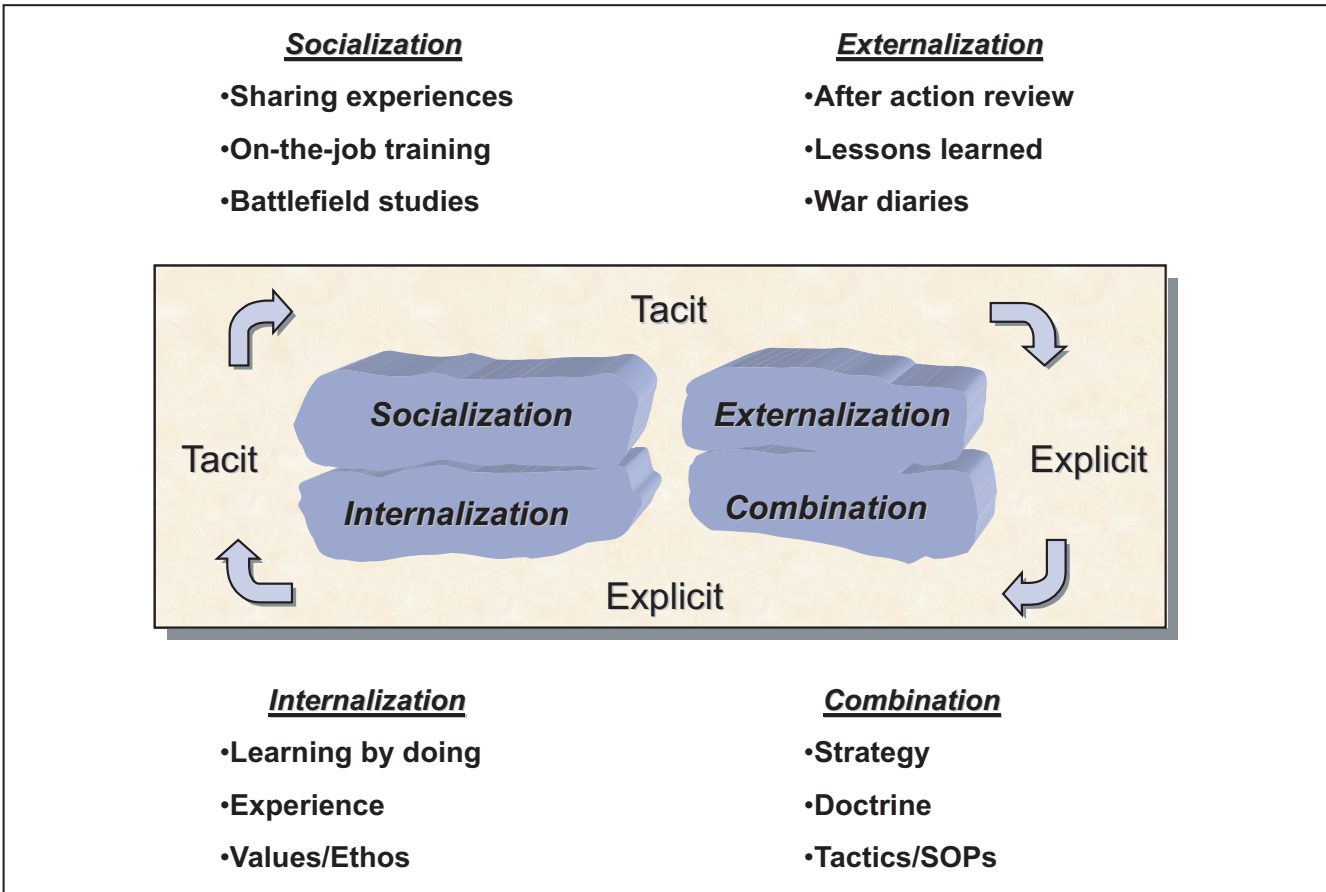 Socialization
•Sharing experiences
•On-the-job training
•Battlefield studies
Externalization
•After action review
•Lessons learned
•War diaries
Tacit
Socialization
Externalization
Tacit
Explicit
Internalization
Combination
Explicit
Internalization
•Learning by doing
•Experience
•Values/Ethos
Combination
•Strategy
•Doctrine
•Tactics/SOPs